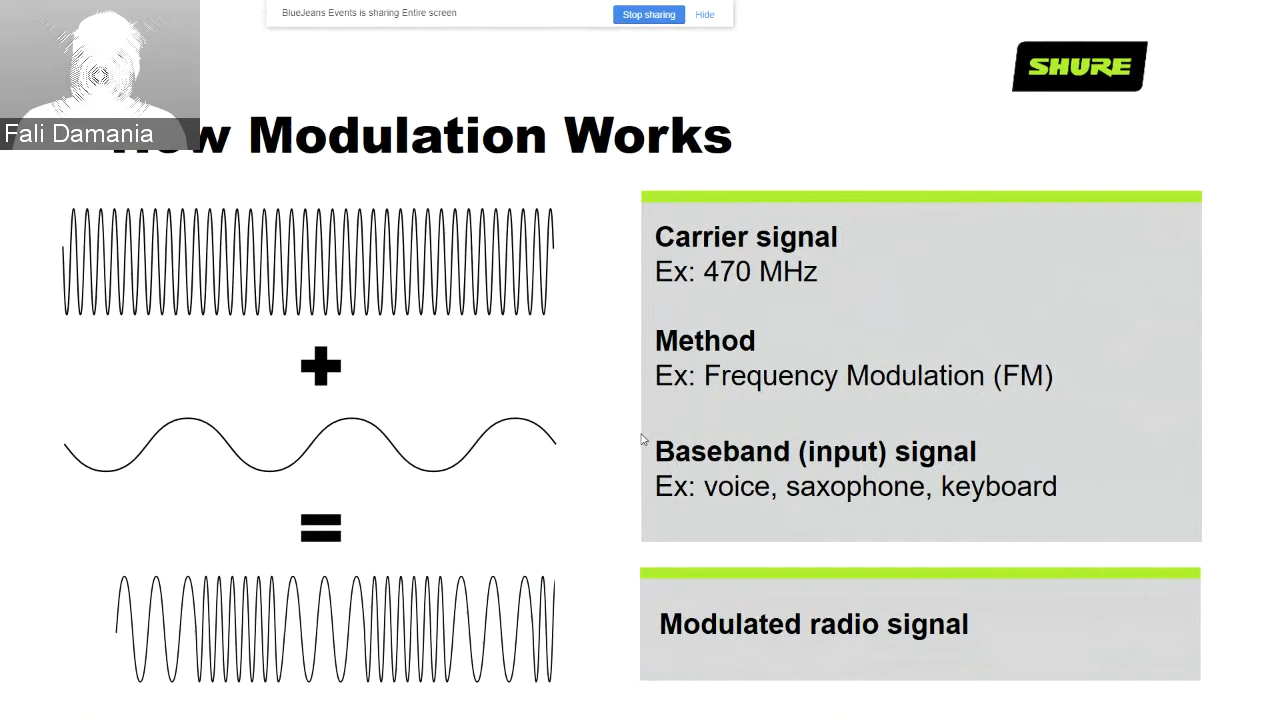 BlueJeans Events is sharing Entire screen
Stop sharing
Hide
SHURE
Fali Damania
Modulation Works
Carrier signal
Ex: 470 MHz
Method
Ex: Frequency Modulation (FM)
Baseband (input) signal
Ex: voice, saxophone, keyboard
Modulated radio signal